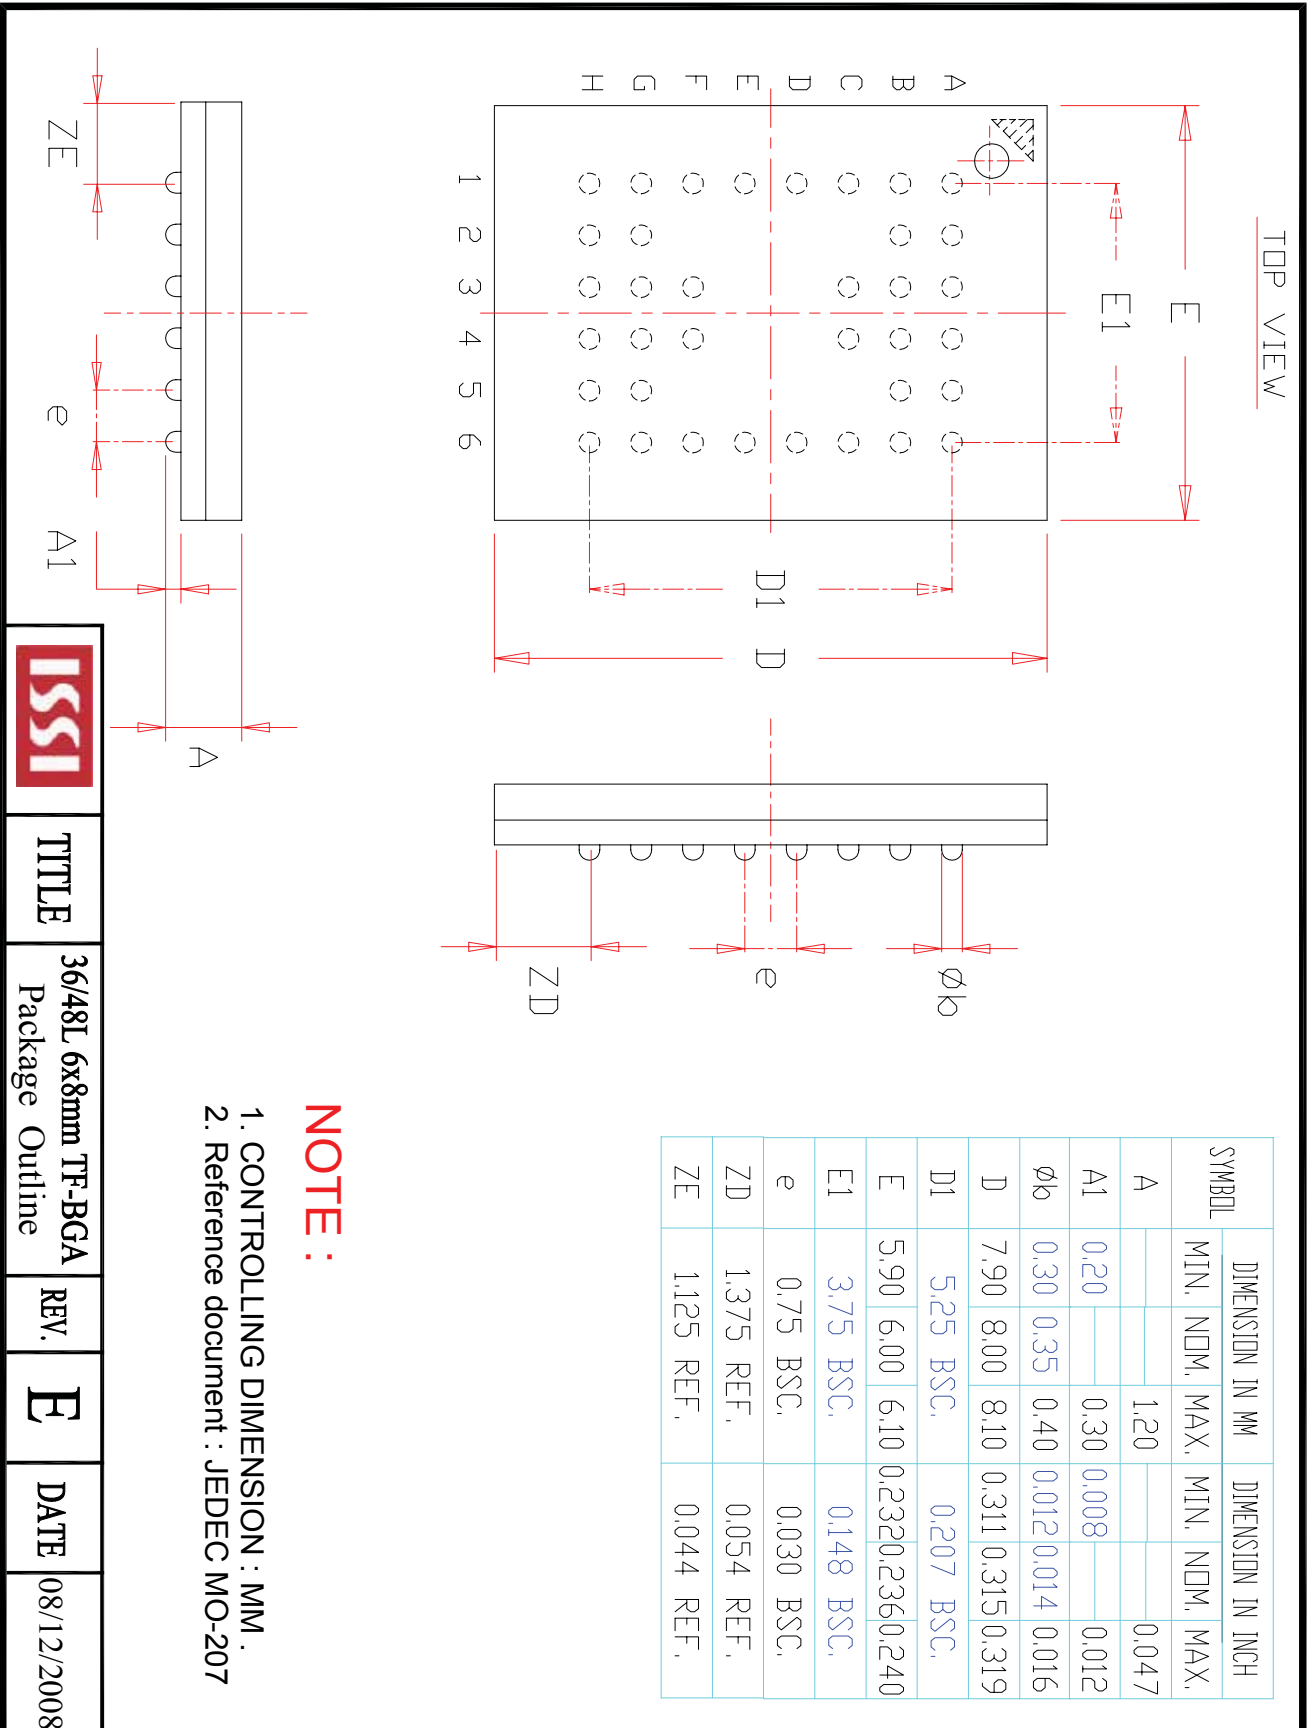 TOP VIEW
E
E1
A
B
C
D
E
F
G
H
1 2 3 4 5 6
D1
D
ZE
e
A1
A
Øb
e
ZD
SYMBOL DIMENSION IN MM DIMENSION IN INCH
MIN. NOM. MAX. MIN. NOM. MAX.
A 1.20 0.047
A1 0.20 0.30 0.008 0.012
Øb 0.30 0.35 0.40 0.012 0.014 0.016
D 7.90 8.00 8.10 0.311 0.315 0.319
D1 5.25 BSC. 0.207 BSC.
E 5.90 6.00 6.10 0.232 0.236 0.240
E1 3.75 BSC. 0.148 BSC.
e 0.75 BSC. 0.030 BSC.
ZD 1.375 REF. 0.054 REF.
ZE 1.125 REF. 0.044 REF.
NOTE :
1. CONTROLLING DIMENSION : MM .
2. Reference document : JEDEC MO-207
ISSI
TITLE
36/48L 6x8mm TF-BGA
Package Outline
REV.
E
DATE
08/12/2008